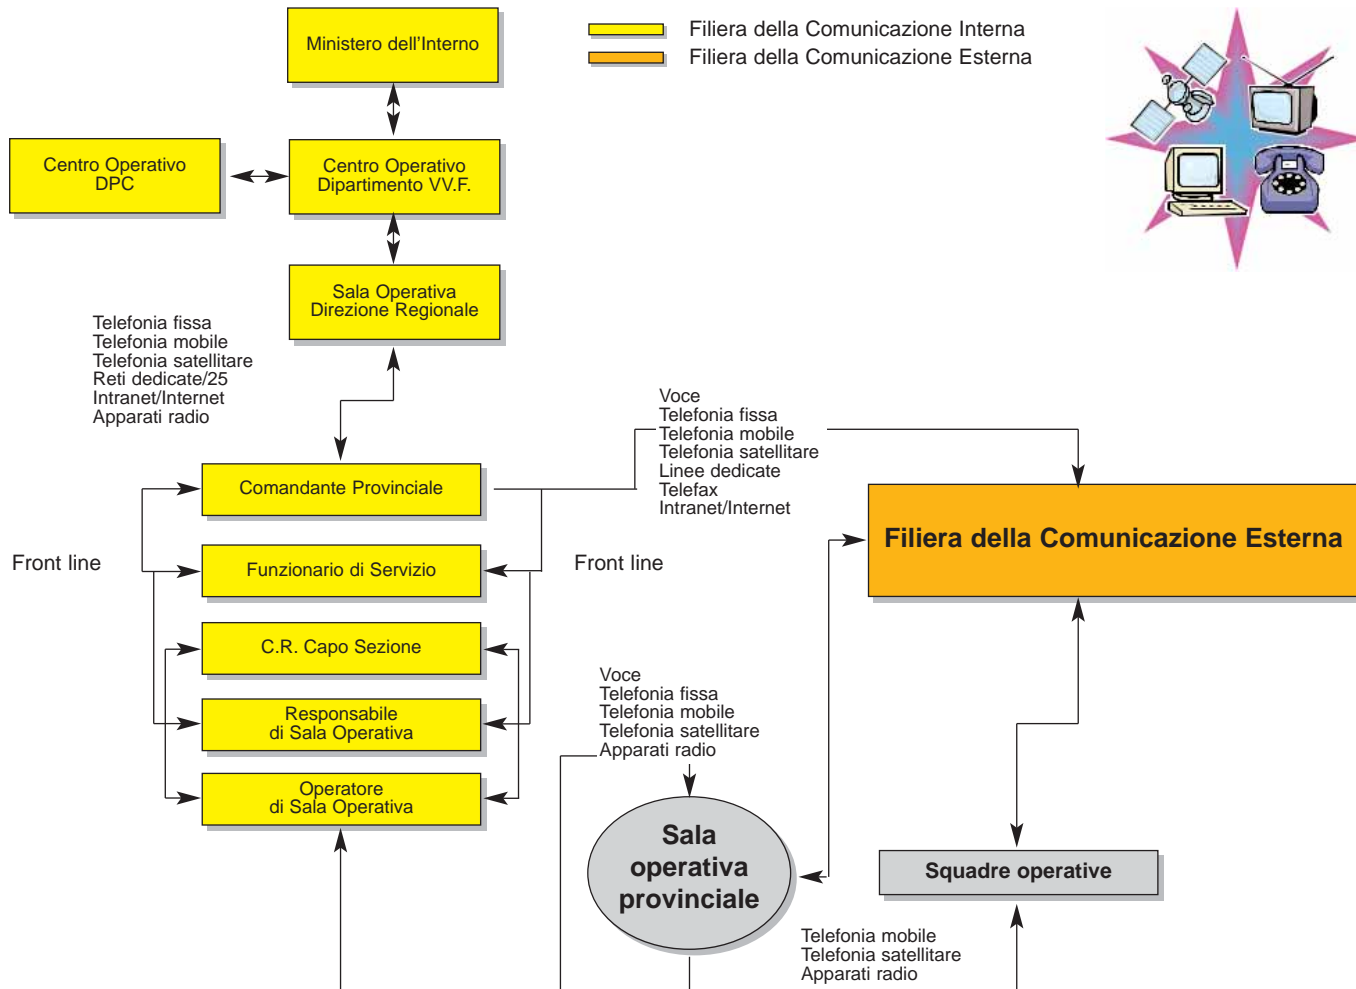 Ministero dell'Interno
Filiera della Comunicazione Interna
Filiera della Comunicazione Esterna
Centro Operativo
DPC
Centro Operativo
Dipartimento VV.F.
Sala Operativa
Direzione Regionale
Telefonia fissa
Telefonia mobile
Telefonia satellitare
Reti dedicate/25
Intranet/Internet
Apparati radio
Voce
Telefonia fissa
Telefonia mobile
Telefonia satellitare
Linee dedicate
Telefax
Intranet/Internet
Comandante Provinciale
Filiera della Comunicazione Esterna
Front line
Funzionario di Servizio
Front line
C.R. Capo Sezione
Responsabile
di Sala Operativa
Operatore
di Sala Operativa
Voce
Telefonia fissa
Telefonia mobile
Telefonia satellitare
Apparati radio
Sala
operativa
provinciale
Squadre operative
Telefonia mobile
Telefonia satellitare
Apparati radio